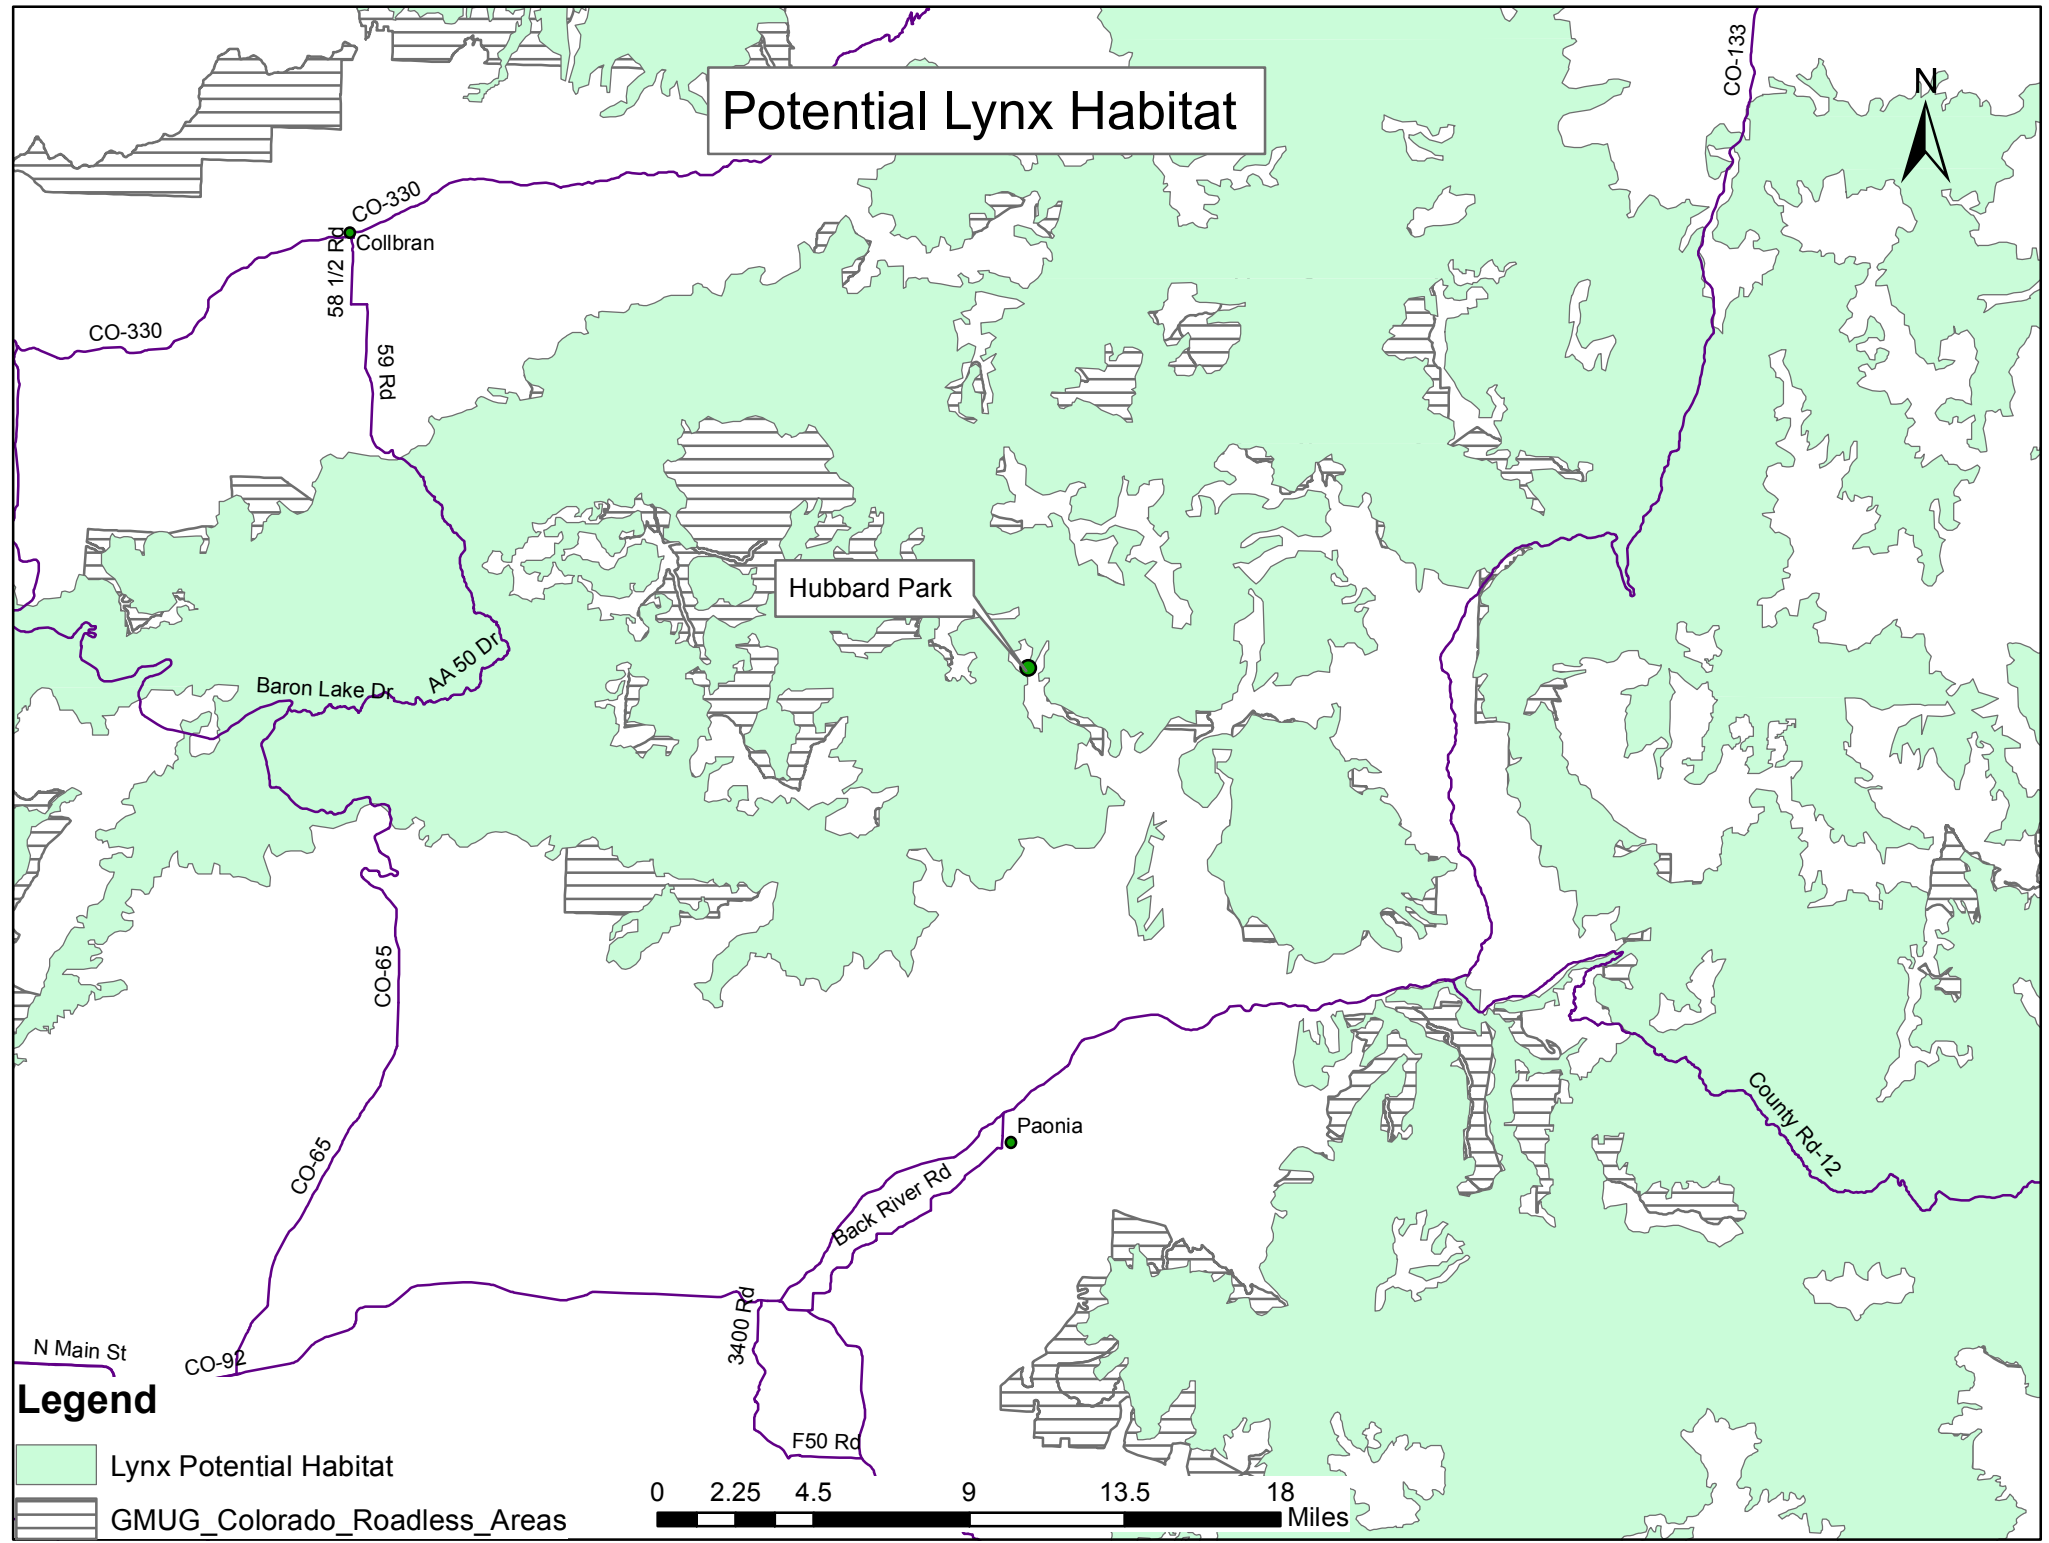 CO-133
N
Potential Lynx Habitat
CO-330
58 1/2 Rd
Collbran
CO-330
59 Rd
Hubbard Park
AA 50 Dr
Baron Lake Dr
CO-65
County Rd-12
Paonia
CO-65
Back River Rd
3400 Rd
N Main St
CO-92
Legend
F50 Rd
Lynx Potential Habitat
0 2.25 4.5 9 13.5 18
Miles
GMUG_Colorado_Roadless_Areas